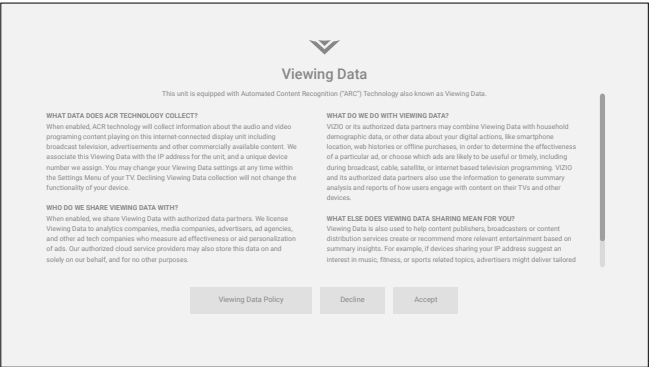 Viewing Data
This unit is equipped with Automated Content Recognition ("ARC") Technology also known as Viewing Data.
WHAT DATA DOES ACR TECHNOLOGY COLLECT?
When enabled, ACR technology will collect information about the audio and video
programing content playing on this internet-connected display unit including
broadcast television, advertisements and other commercially available content. We
associate this Viewing Data with the IP address for the unit, and a unique device
number we assign. You may change your Viewing Data settings at any time within
the Settings Menu of your TV. Declining Viewing Data collection will not change the
functionality of your device.
WHO DO WE SHARE VIEWING DATA WITH?
When enabled, we share Viewing Data with authorized data partners. We license
Viewing Data to analytics companies, media companies, advertisers, ad agencies,
and other ad tech companies who measure ad effectiveness or aid personalization
of ads. Our authorized cloud service providers may also store this data on and
solely on our behalf, and for no other purposes.
WHAT DO WE DO WITH VIEWING DATA?
VIZIO or its authorized data partners may combine Viewing Data with household
demographic data, or other data about your digital actions, like smartphone
location, web histories or offline purchases, in order to determine the effectiveness
of a particular ad, or choose which ads are likely to be useful or timely, including
during broadcast, cable, satellite, or internet based television programming. VIZIO
and its authorized data partners also use the information to generate summary
analysis and reports of how users engage with content on their TVs and other
devices.
WHAT ELSE DOES VIEWING DATA SHARING MEAN FOR YOU?
Viewing Data is also used to help content publishers, broadcasters or content
distribution services create or recommend more relevant entertainment based on
summary insights. For example, if devices sharing your IP address suggest an
interest in music, fitness, or sports related topics, advertisers might deliver tailored
Viewing Data Policy
Decline
Accept